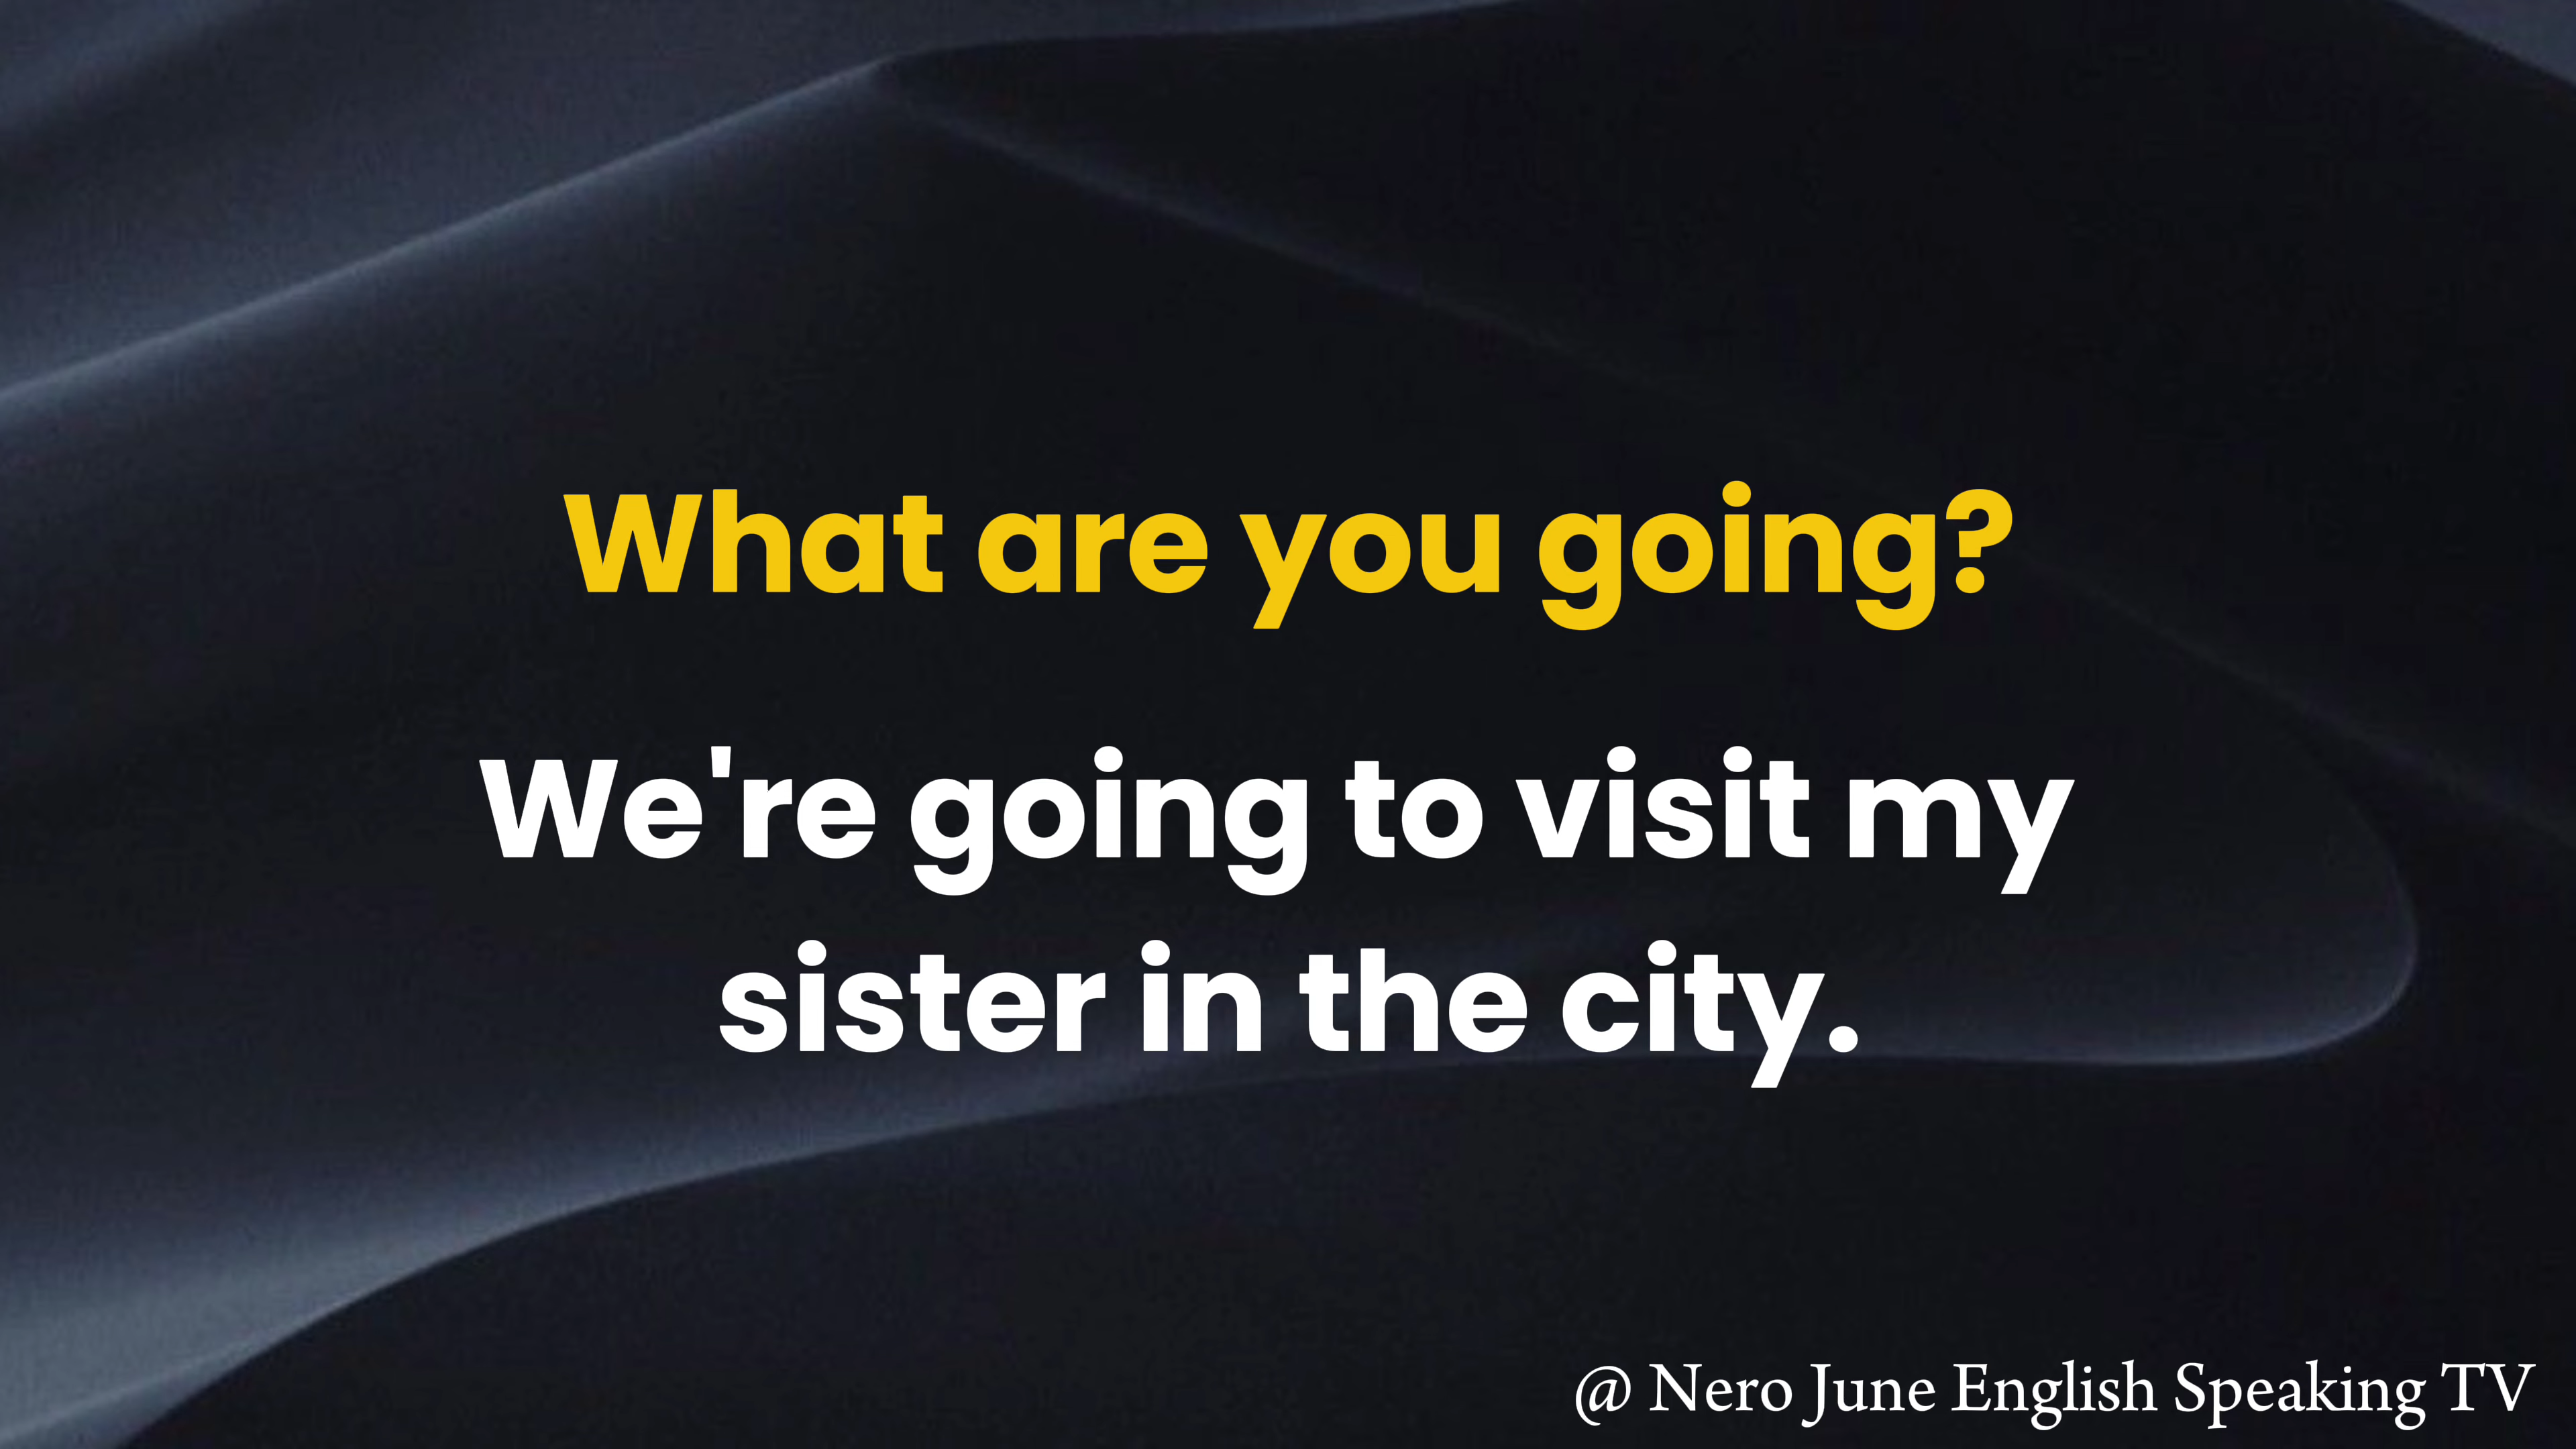 What are you going?
We're going to visit my
sister in the city.
@ Nero June English Speaking TV